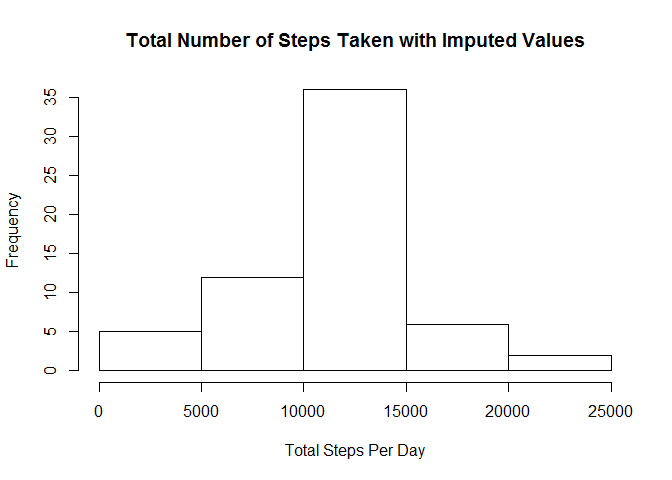 Total Number of Steps Taken with Imputed Values
Frequency
35
30
25
20
15
10
5
0
0 5000 10000 15000 20000 25000
Total Steps Per Day